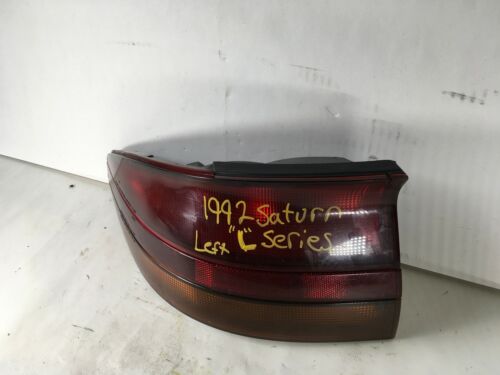 1992 Saturn
Left "L" series